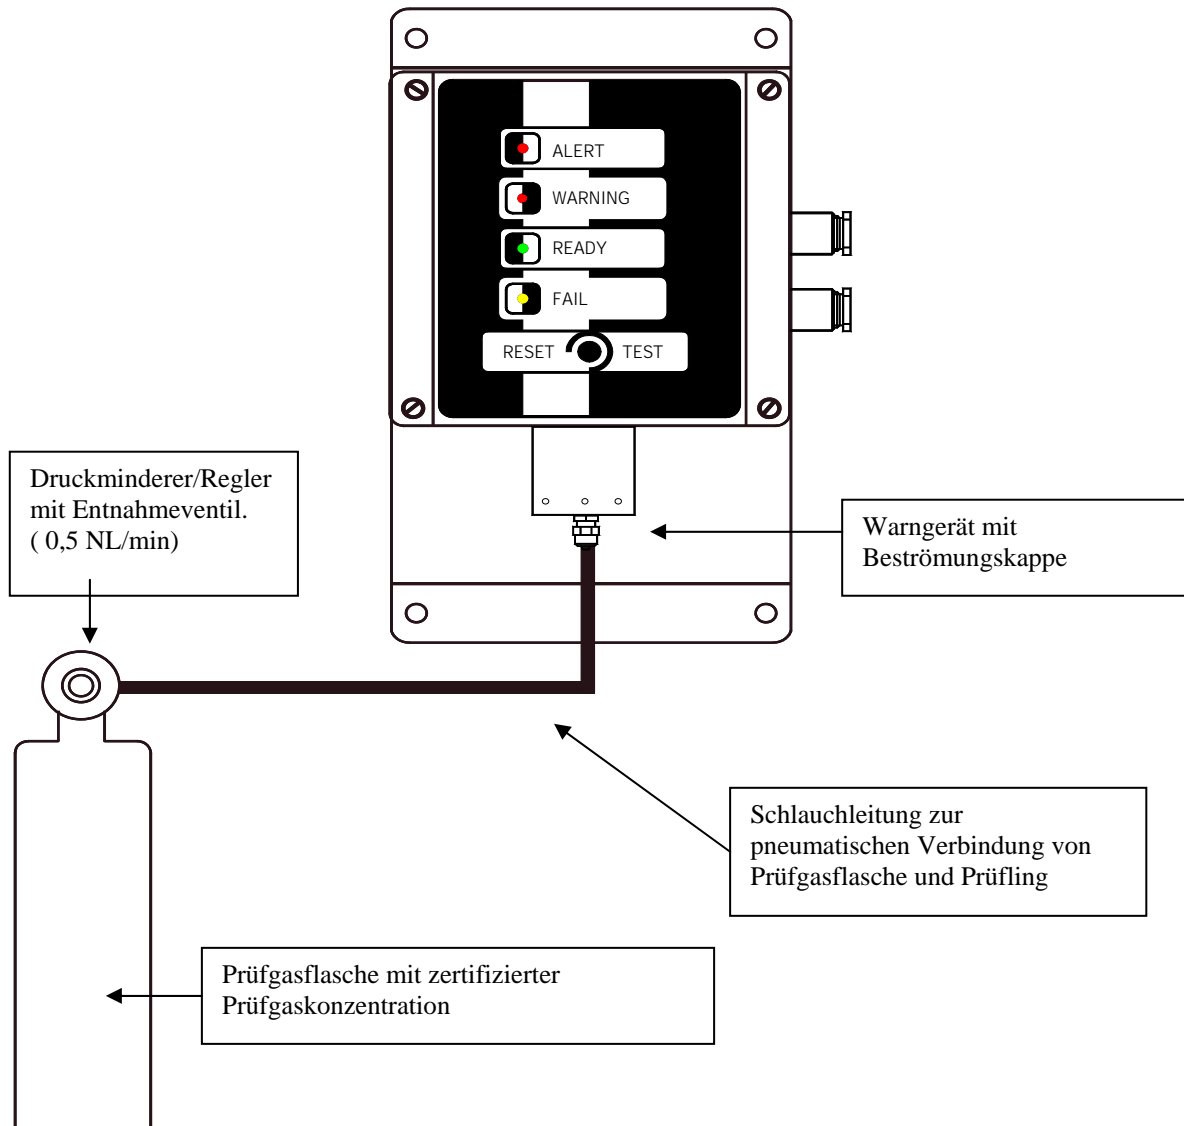 ALERT
WARNING
READY
FAIL
RESET TEST
Druckminderer/Regler
mit Entnahmeventil.
( 0,5 NL/min)
Warngerät mit
Beströmungskappe
Schlauchleitung zur
pneumatischen Verbindung von
Prüfgasflasche und Prüfling
Prüfgasflasche mit zertifizierter
Prüfgaskonzentration